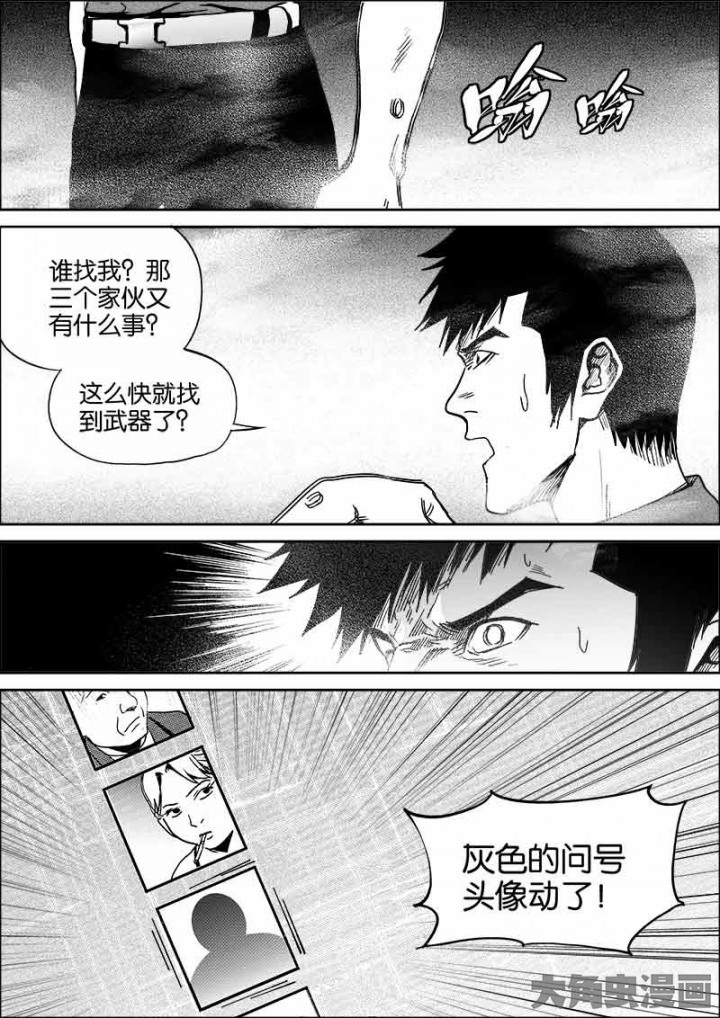 嗡 嗡
谁找我？那
三个家伙又
有什么事？
这么快就找
到武器了？
灰色的问号
头像动了！
大角虫漫画